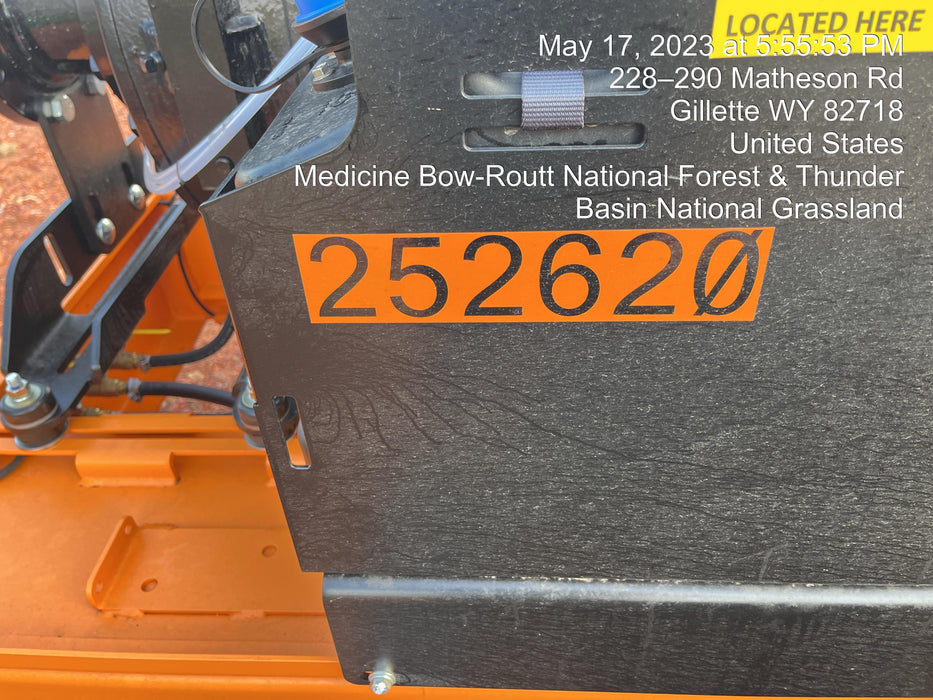 LOCATED HERE
May 17, 2023 at 5:55:53 PM
228–290 Matheson Rd
Gillette WY 82718
United States
Medicine Bow-Routt National Forest & Thunder
Basin National Grassland
252620